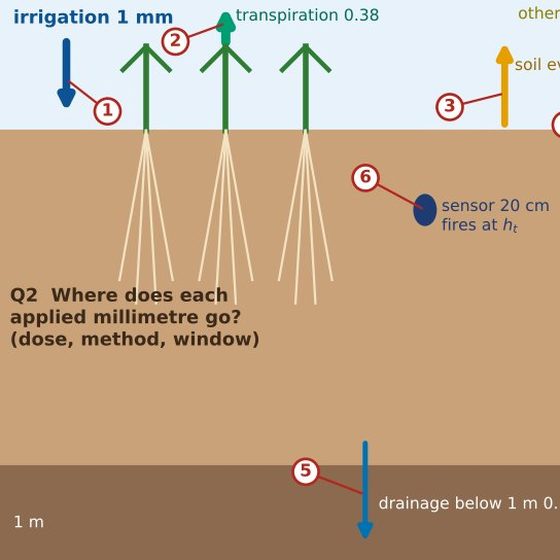 irrigation 1 mm
transpiration 0.38
other
soil ev
2
1
3
6
sensor 20 cm
fires at hₜ
Q2 Where does each
applied millimetre go?
(dose, method, window)
5
drainage below 1 m 0.
1 m